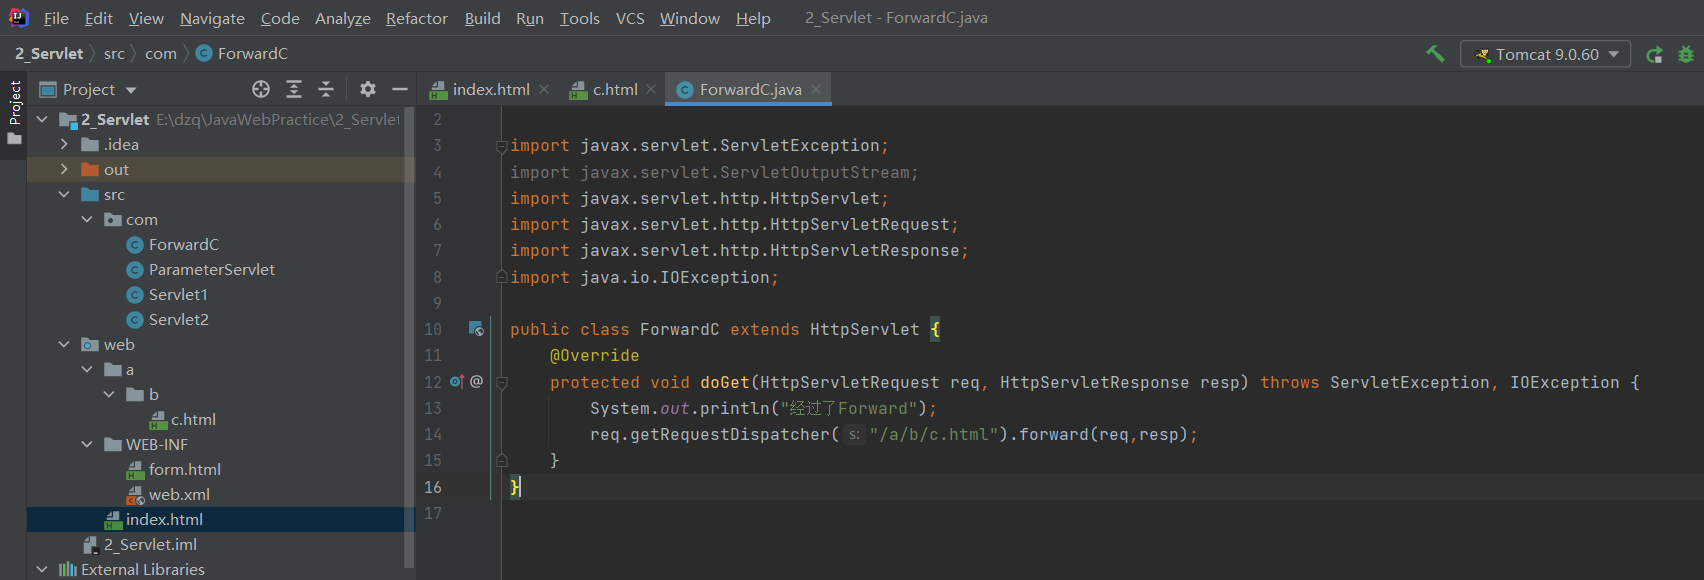 File Edit View Navigate Code Analyze Refactor Build Run Tools VCS Window Help 2_Servlet - ForwardC.java
2_Servlet src com ForwardC Tomcat 9.0.60
Project
Project
index.html c.html ForwardC.java
2_Servlet E:\dzq\JavaWebPractice\2_Servlet
.idea
out
src
com
ForwardC
ParameterServlet
Servlet1
Servlet2
web
a
b
c.html
WEB-INF
form.html
web.xml
index.html
2_Servlet.iml
External Libraries
2
3 import javax.servlet.ServletException;
4 import javax.servlet.ServletOutputStream;
5 import javax.servlet.http.HttpServlet;
6 import javax.servlet.http.HttpServletRequest;
7 import javax.servlet.http.HttpServletResponse;
8 import java.io.IOException;
9
10 public class ForwardC extends HttpServlet {
11 @Override
12 @ protected void doGet(HttpServletRequest req, HttpServletResponse resp) throws ServletException, IOException {
13 System.out.println("经过了Forward");
14 req.getRequestDispatcher( s: "/a/b/c.html").forward(req,resp);
15 }
16 }
17